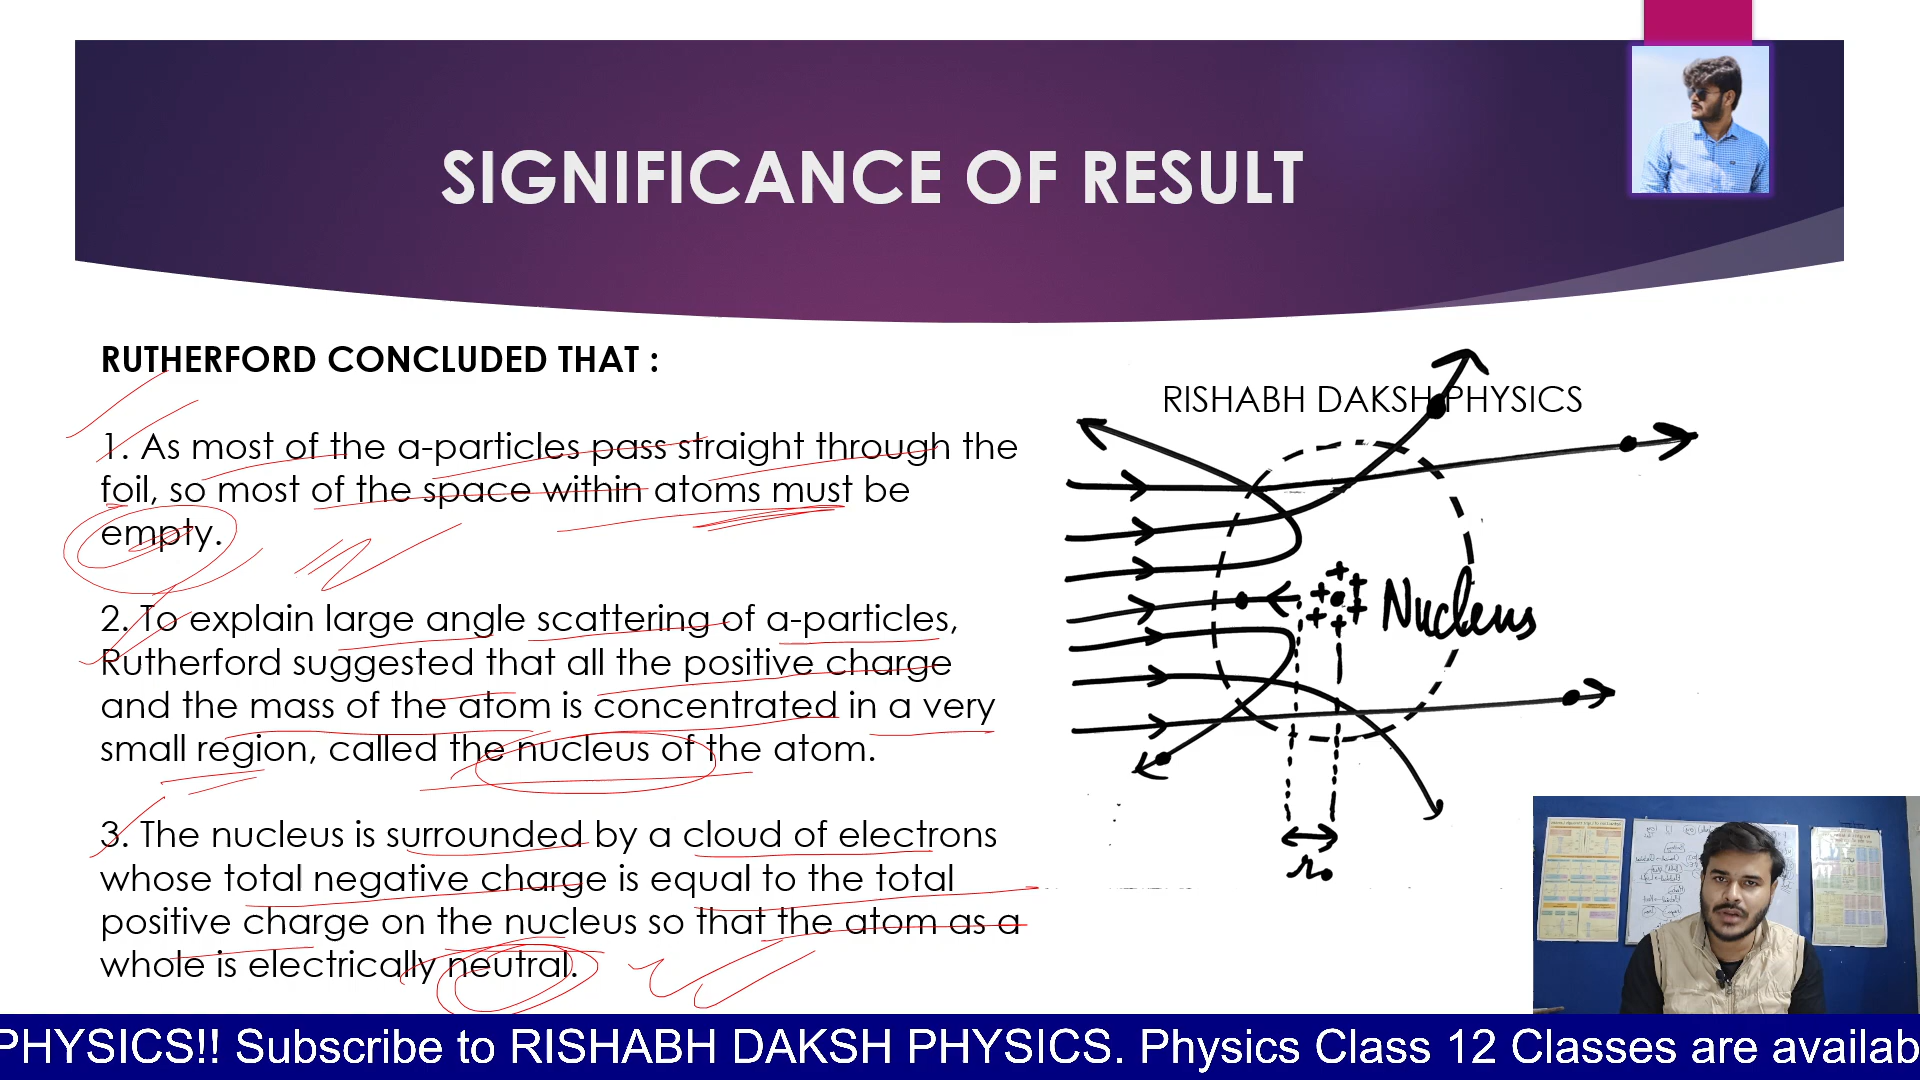 SIGNIFICANCE OF RESULT
RUTHERFORD CONCLUDED THAT :
RISHABH DAKSH PHYSICS
1. As most of the a-particles pass straight through the
foil, so most of the space within atoms must be
empty.
2. To explain large angle scattering of a-particles,
Rutherford suggested that all the positive charge
and the mass of the atom is concentrated in a very
small region, called the nucleus of the atom.
3. The nucleus is surrounded by a cloud of electrons
whose total negative charge is equal to the total
positive charge on the nucleus so that the atom as a
whole is electrically neutral.
Nucleus
r₀
PHYSICS!! Subscribe to RISHABH DAKSH PHYSICS. Physics Class 12 Classes are availab